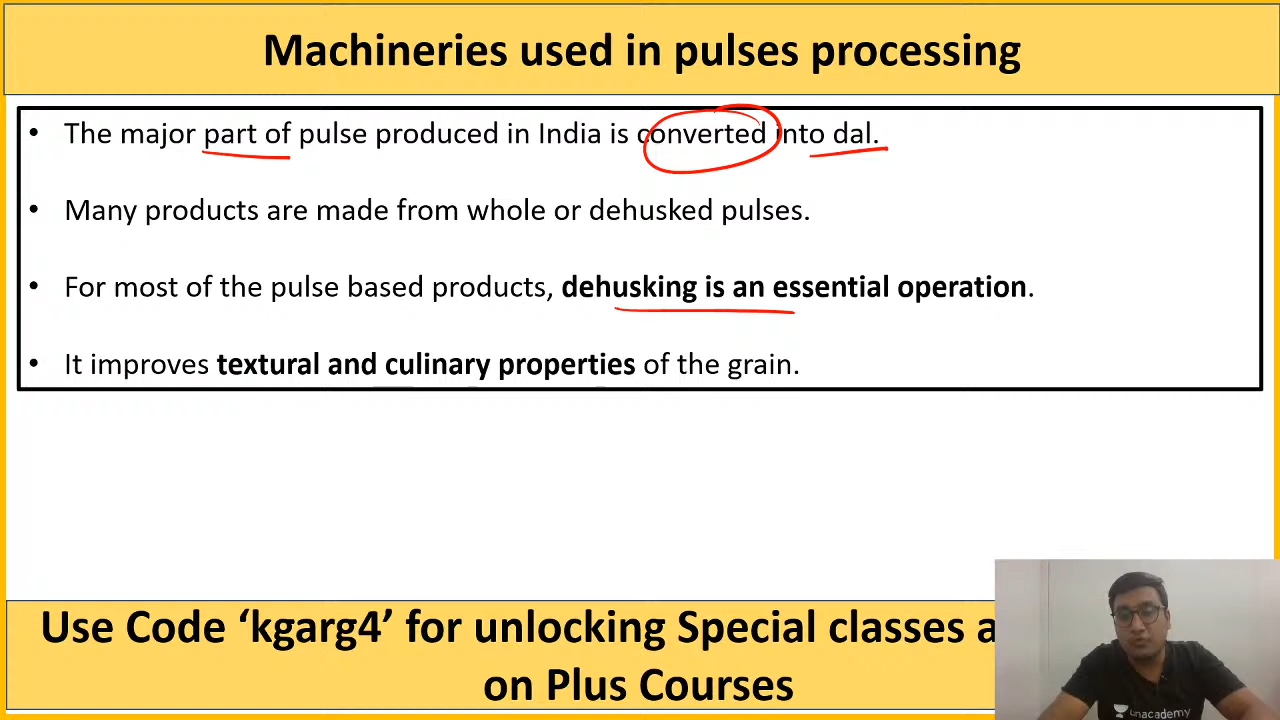 Machineries used in pulses processing
• The major part of pulse produced in India is converted into dal.
• Many products are made from whole or dehusked pulses.
• For most of the pulse based products, dehusking is an essential operation.
• It improves textural and culinary properties of the grain.
Use Code ‘kgarg4’ for unlocking Special classes
on Plus Courses
unacademy